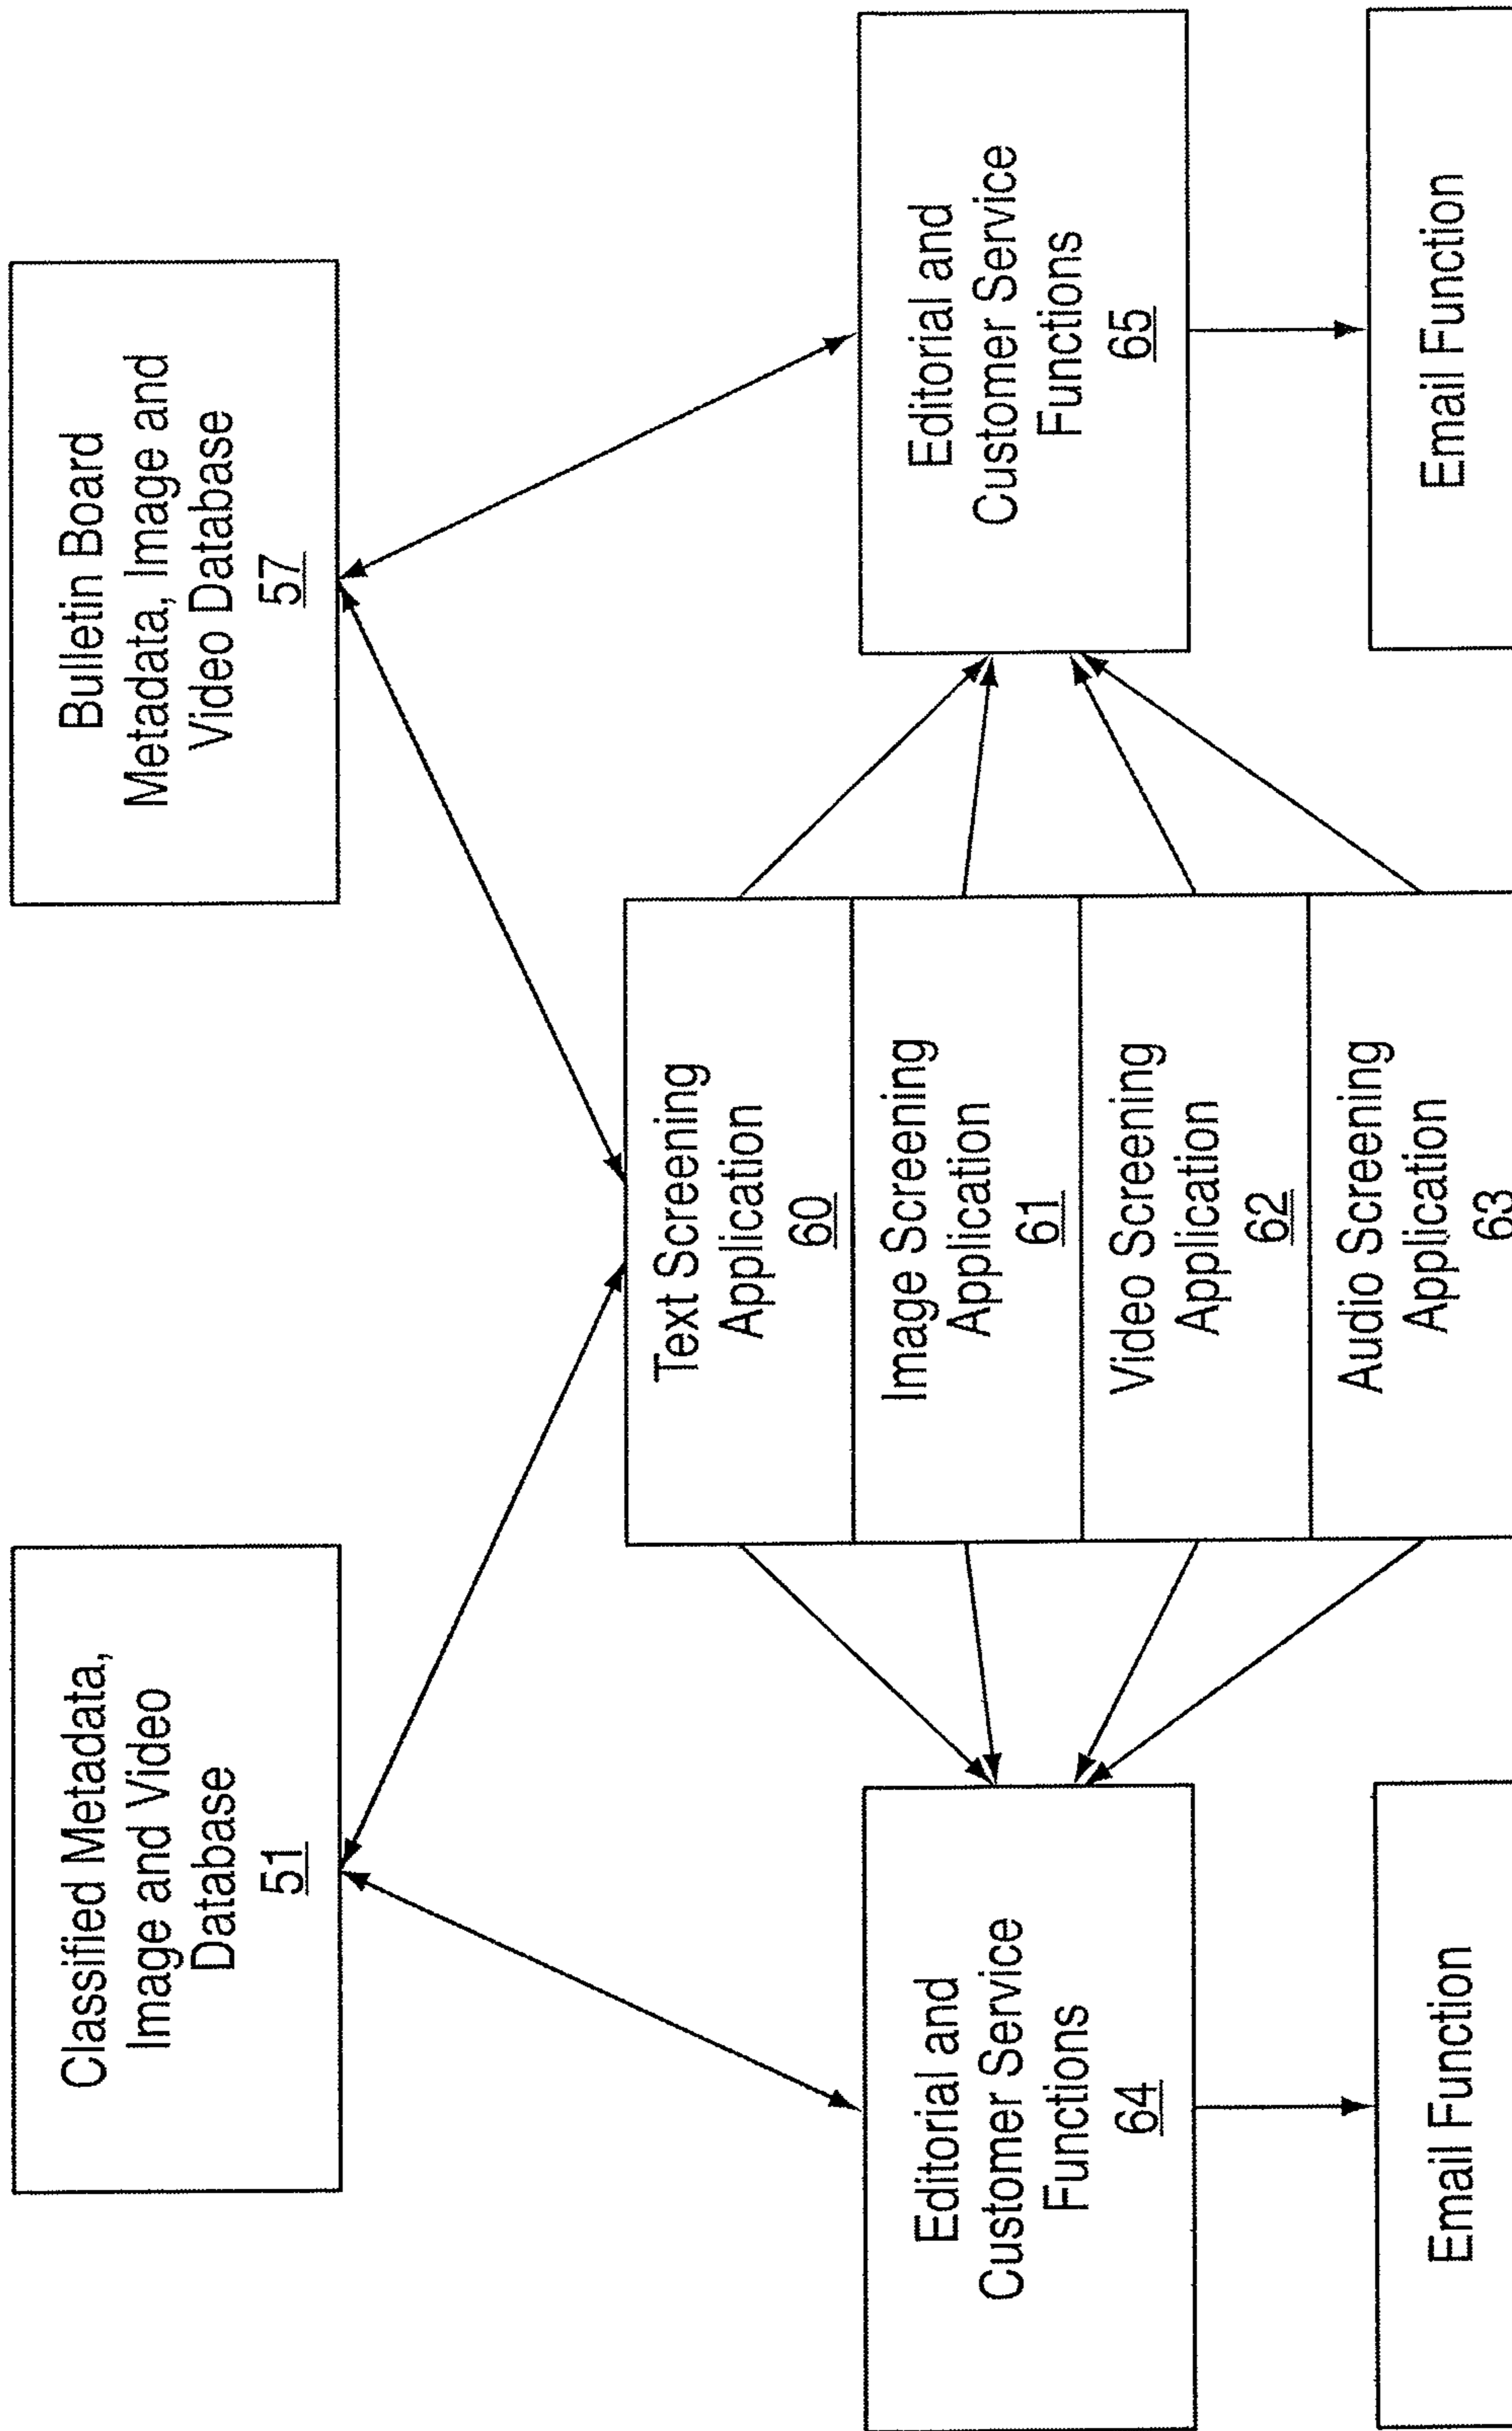 Classified Metadata,
Image and Video
Database
51
Bulletin Board
Metadata, Image and
Video Database
57
Text Screening
Application
60
Image Screening
Application
61
Video Screening
Application
62
Audio Screening
Application
63
Editorial and
Customer Service
Functions
64
Editorial and
Customer Service
Functions
65
Email Function
Email Function